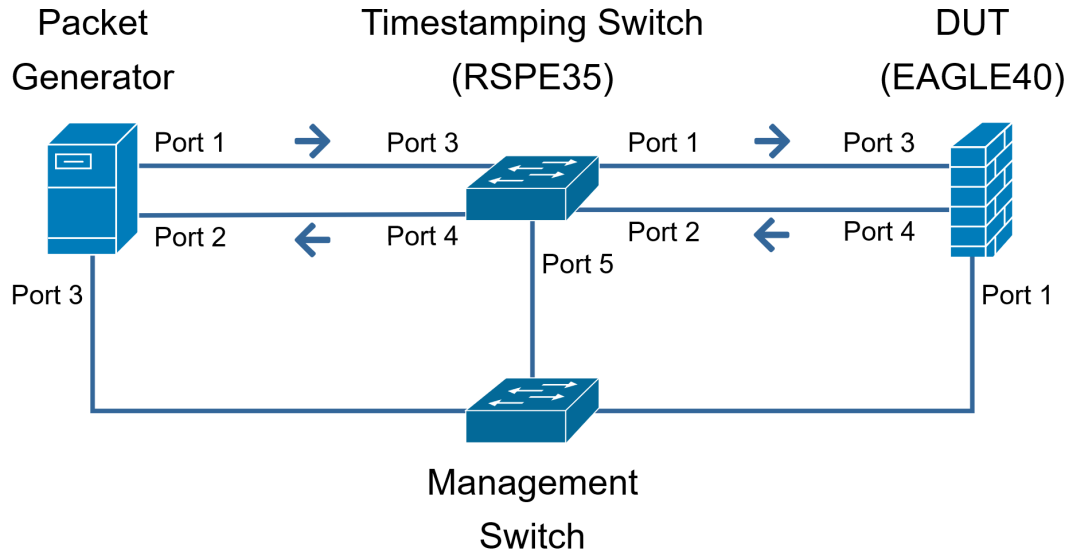 Packet
Generator
Timestamping Switch
(RSPE35)
DUT
(EAGLE40)
Port 1
Port 3
Port 1
Port 3
Port 2
Port 4
Port 2
Port 4
Port 3
Port 5
Port 1
Management
Switch